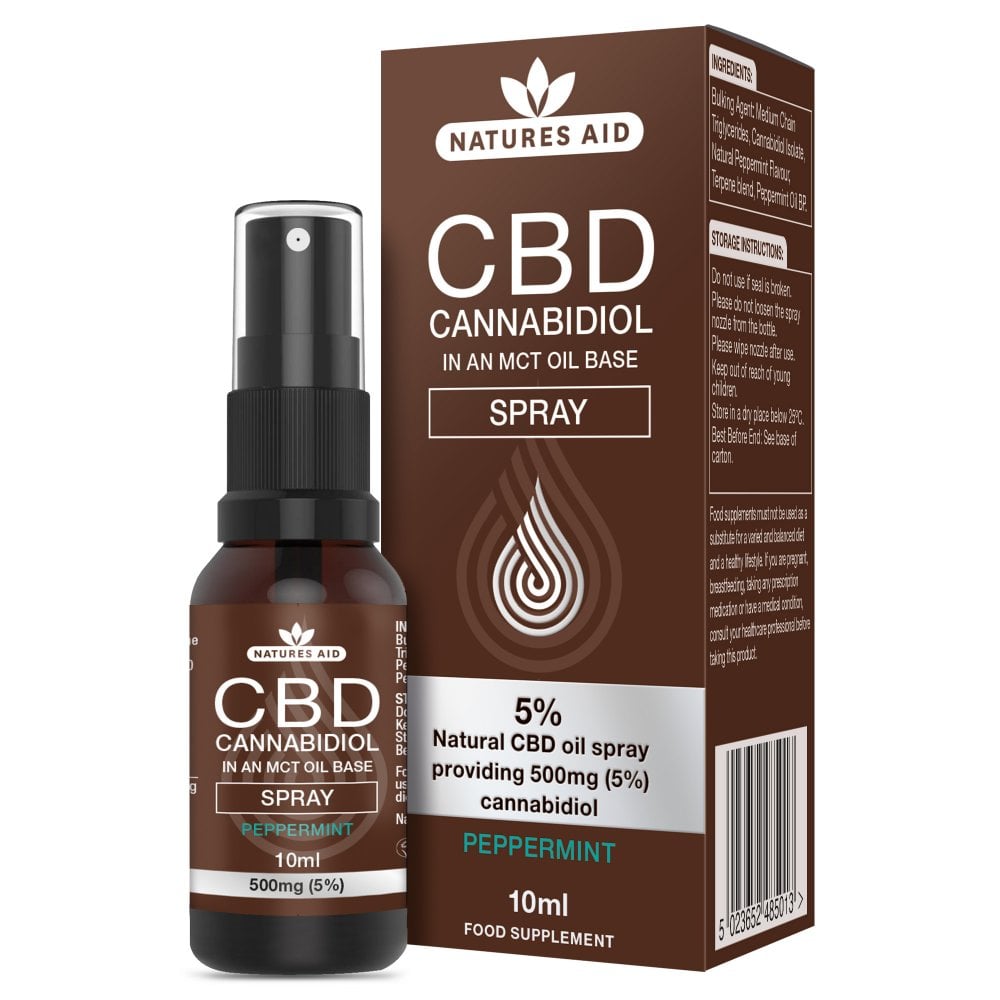 NATURES AID
CBD
CANNABIDIOL
IN AN MCT OIL BASE
SPRAY
5%
Natural CBD oil spray
providing 500mg (5%)
cannabidiol
PEPPERMINT
10ml
FOOD SUPPLEMENT
INGREDIENTS:
Bulking Agent: Medium Chain
Triglycerides, Cannabidiol Isolate,
Natural Peppermint Flavour,
Terpene blend, Peppermint Oil BP.
STORAGE INSTRUCTIONS:
Do not use if seal is broken.
Please do not loosen the spray
nozzle from the bottle.
Please wipe nozzle after use.
Keep out of reach of young
children.
Store in a dry place below 25°C.
Best Before End: See base of
carton.
Food supplements must not be used as a
substitute for a varied and balanced diet
and a healthy lifestyle. If you are pregnant,
breastfeeding, taking any prescription
medication or have a medical condition,
consult your healthcare professional before
taking this product.
5 023652 485013 >
NATURES AID
CBD
CANNABIDIOL
IN AN MCT OIL BASE
SPRAY
PEPPERMINT
10ml
500mg (5%)